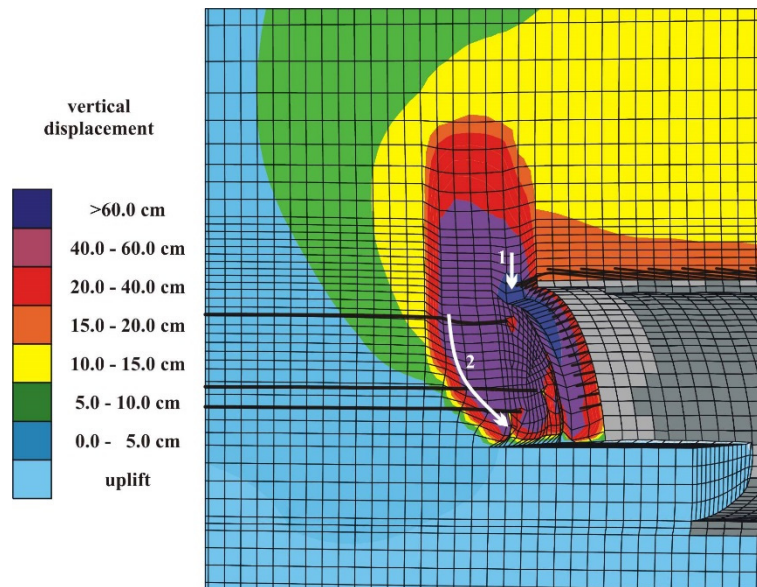 vertical
displacement
>60.0 cm
40.0 - 60.0 cm
20.0 - 40.0 cm
15.0 - 20.0 cm
10.0 - 15.0 cm
5.0 - 10.0 cm
0.0 - 5.0 cm
uplift
1
2